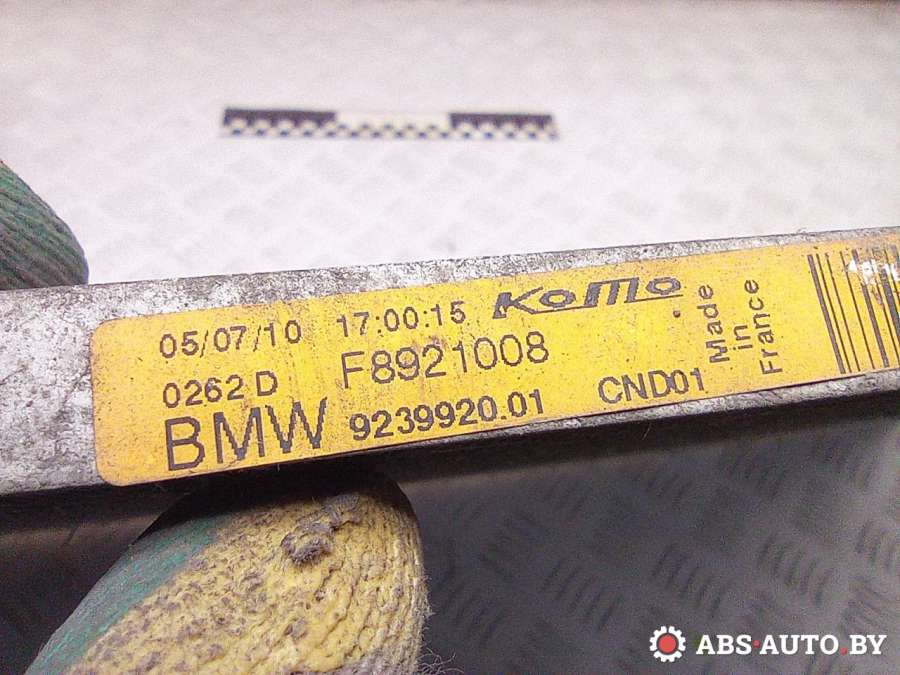 05/07/10 17:00:15 KoMo
0262 D F8921008
BMW 9239920.01 CND01
Made
in
France
ABS-AUTO.BY